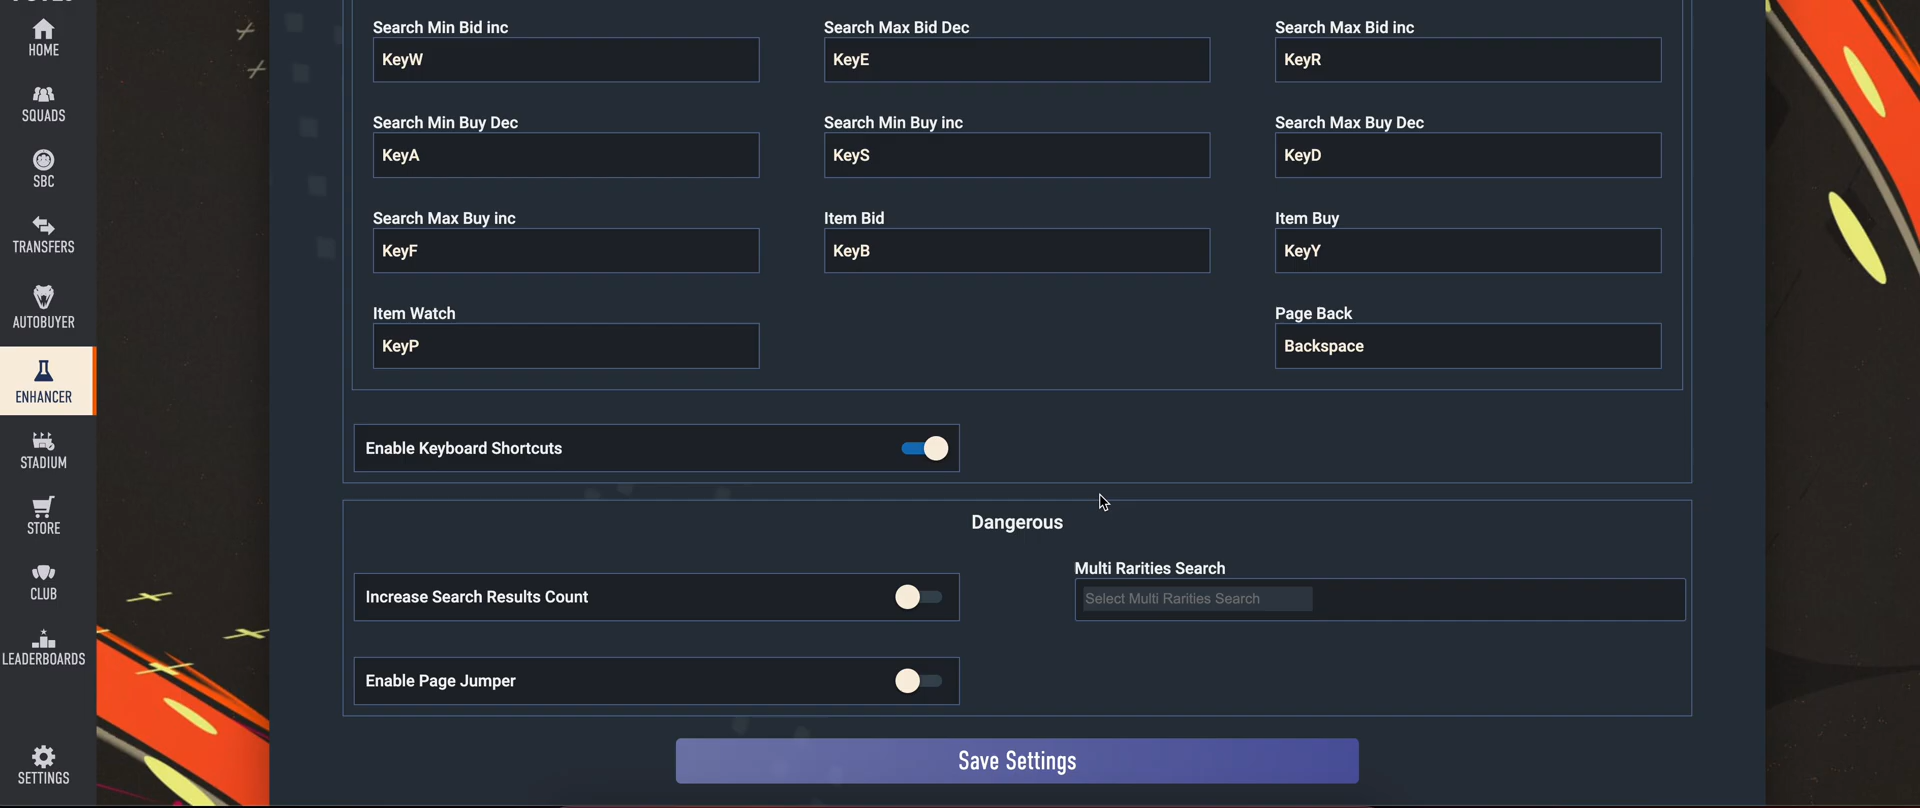 HOME
SQUADS
SBC
TRANSFERS
AUTOBUYER
ENHANCER
STADIUM
STORE
CLUB
LEADERBOARDS
SETTINGS
Search Min Bid inc
KeyW
Search Max Bid Dec
KeyE
Search Max Bid inc
KeyR
Search Min Buy Dec
KeyA
Search Min Buy inc
KeyS
Search Max Buy Dec
KeyD
Search Max Buy inc
KeyF
Item Bid
KeyB
Item Buy
KeyY
Item Watch
KeyP
Page Back
Backspace
Enable Keyboard Shortcuts
Dangerous
Increase Search Results Count
Multi Rarities Search
Select Multi Rarities Search
Enable Page Jumper
Save Settings